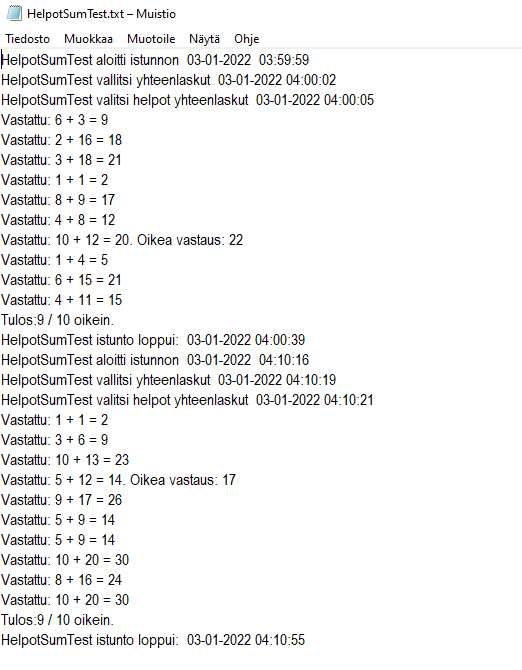 HelpotSumTest.txt – Muistio
Tiedosto Muokkaa Muotoile Näytä Ohje
HelpotSumTest aloitti istunnon 03-01-2022 03:59:59
HelpotSumTest vallitsi yhteenlaskut 03-01-2022 04:00:02
HelpotSumTest valitsi helpot yhteenlaskut 03-01-2022 04:00:05
Vastattu: 6 + 3 = 9
Vastattu: 2 + 16 = 18
Vastattu: 3 + 18 = 21
Vastattu: 1 + 1 = 2
Vastattu: 8 + 9 = 17
Vastattu: 4 + 8 = 12
Vastattu: 10 + 12 = 20. Oikea vastaus: 22
Vastattu: 1 + 4 = 5
Vastattu: 6 + 15 = 21
Vastattu: 4 + 11 = 15
Tulos:9 / 10 oikein.
HelpotSumTest istunto loppui: 03-01-2022 04:00:39
HelpotSumTest aloitti istunnon 03-01-2022 04:10:16
HelpotSumTest vallitsi yhteenlaskut 03-01-2022 04:10:19
HelpotSumTest valitsi helpot yhteenlaskut 03-01-2022 04:10:21
Vastattu: 1 + 1 = 2
Vastattu: 3 + 6 = 9
Vastattu: 10 + 13 = 23
Vastattu: 5 + 12 = 14. Oikea vastaus: 17
Vastattu: 9 + 17 = 26
Vastattu: 5 + 9 = 14
Vastattu: 5 + 9 = 14
Vastattu: 10 + 20 = 30
Vastattu: 8 + 16 = 24
Vastattu: 10 + 20 = 30
Tulos:9 / 10 oikein.
HelpotSumTest istunto loppui: 03-01-2022 04:10:55